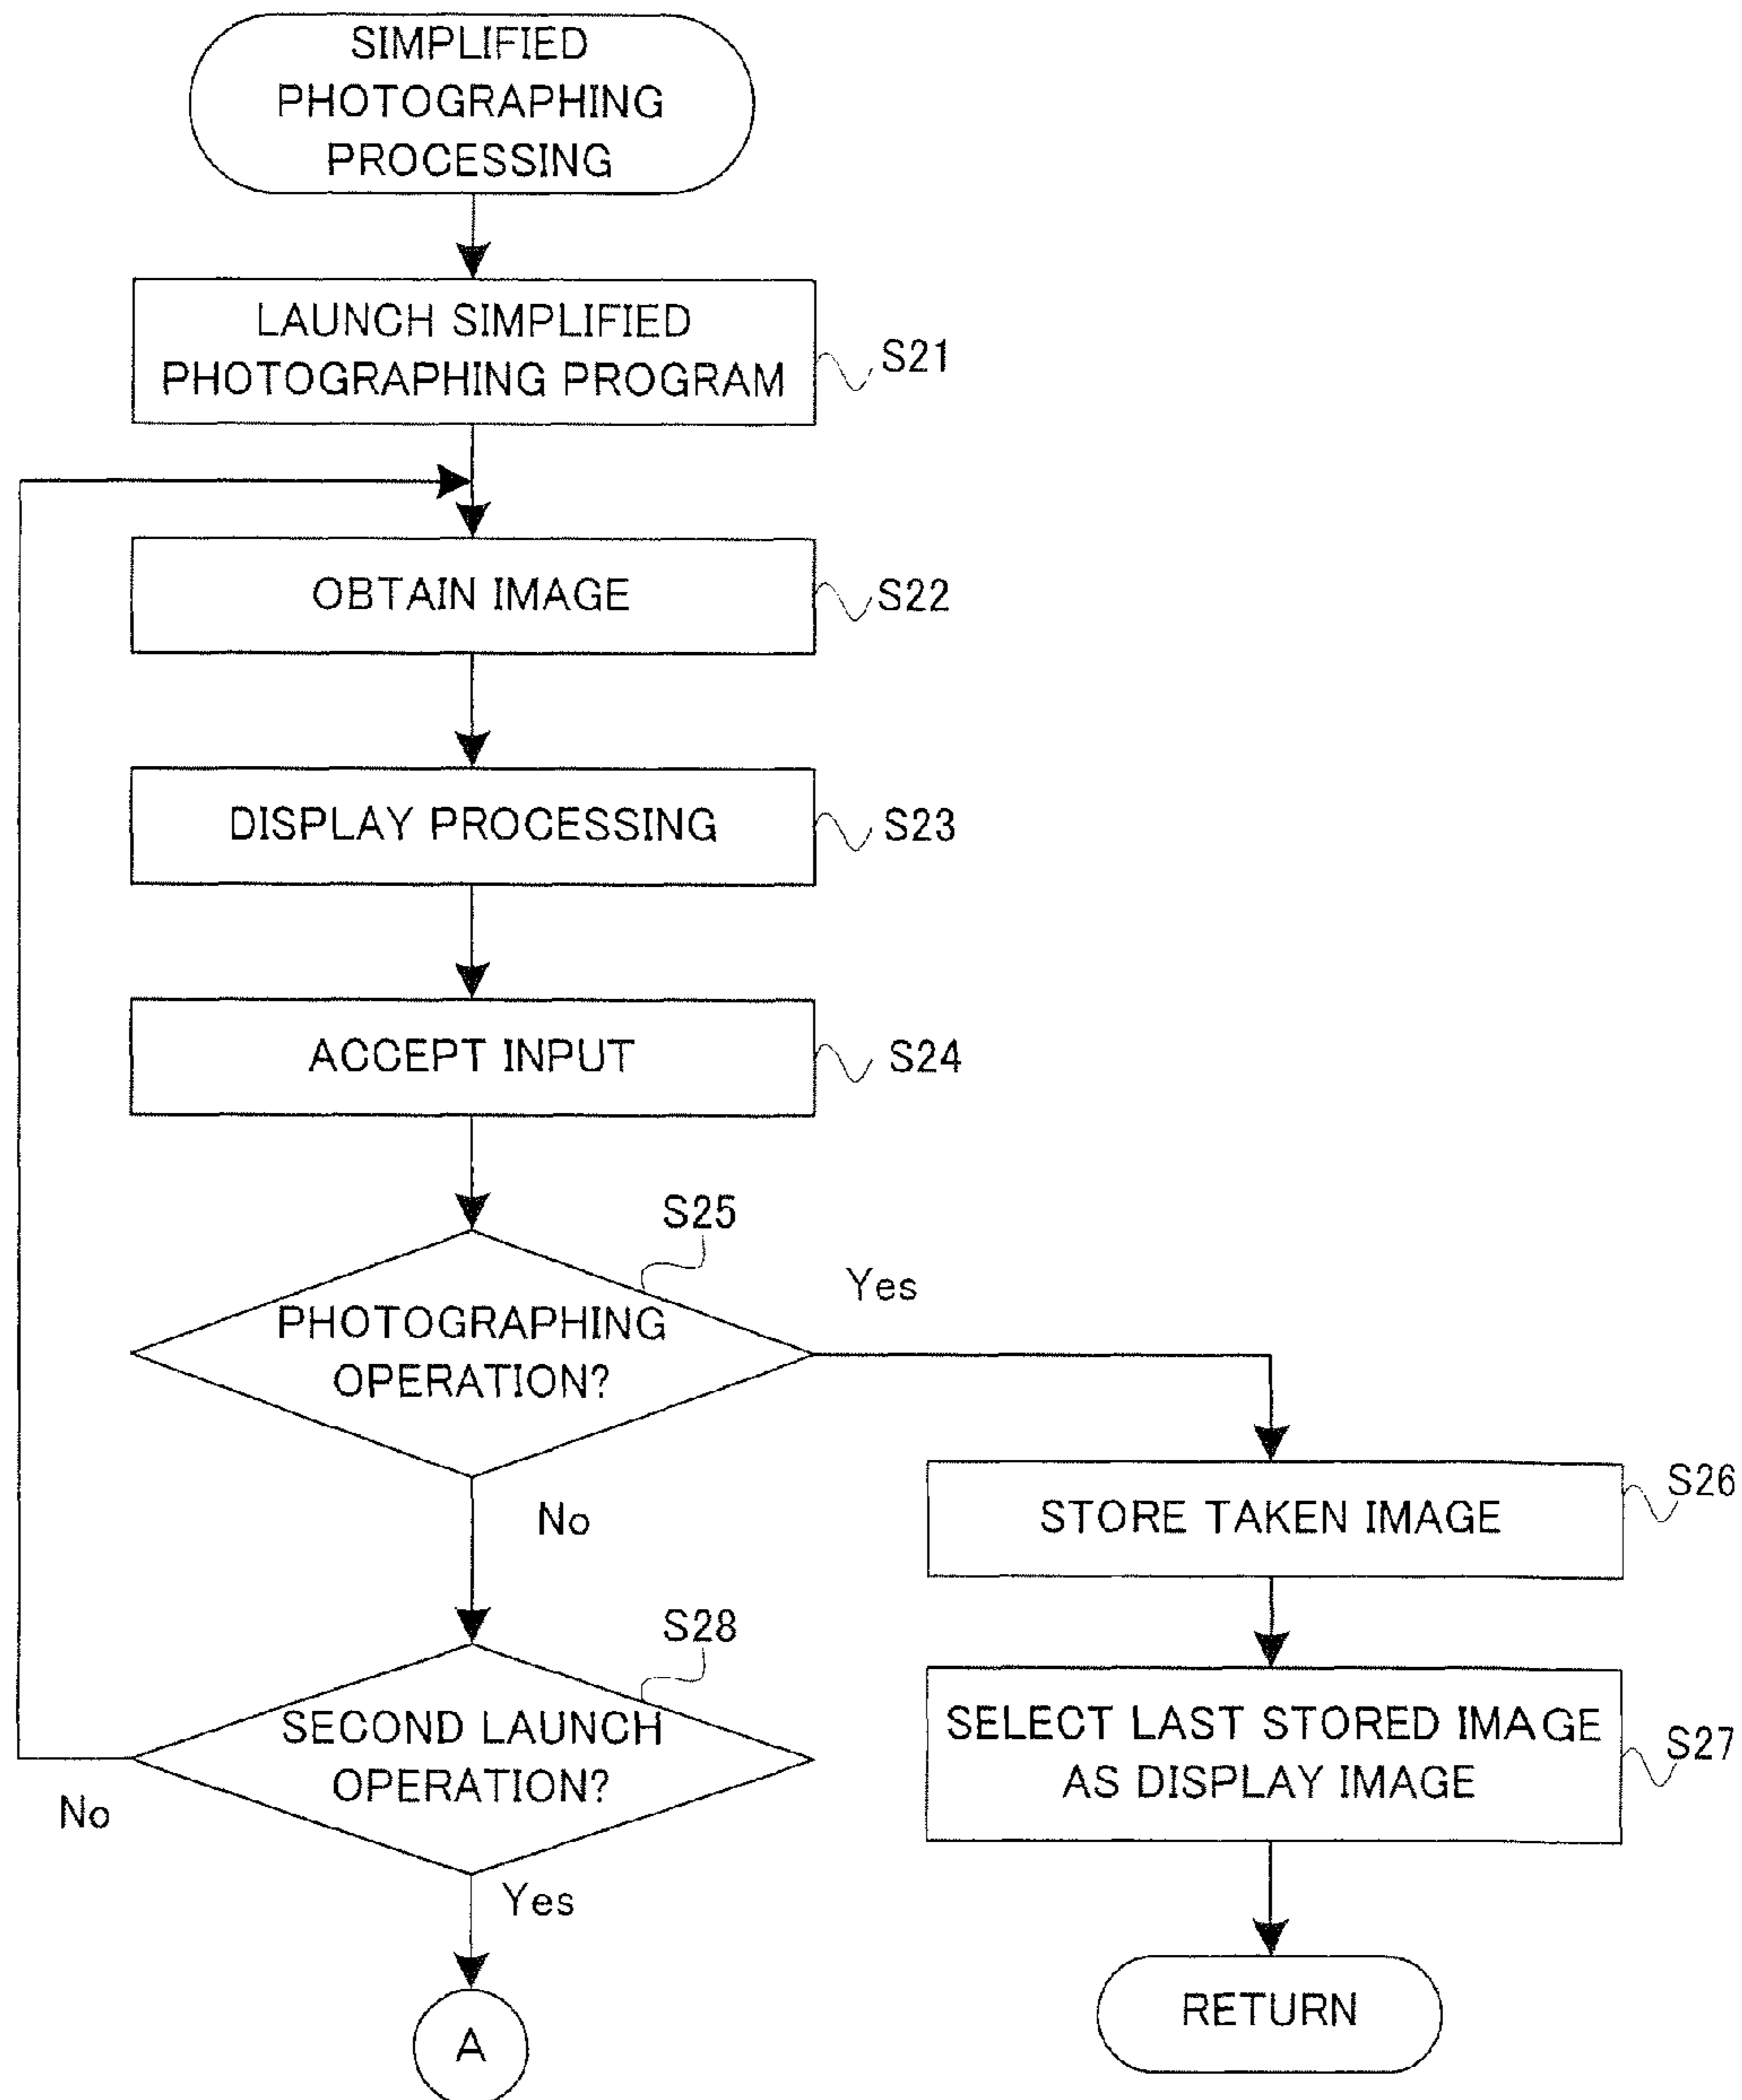 SIMPLIFIED
PHOTOGRAPHING
PROCESSING
LAUNCH SIMPLIFIED
PHOTOGRAPHING PROGRAM
S21
OBTAIN IMAGE
S22
DISPLAY PROCESSING
S23
ACCEPT INPUT
S24
S25
PHOTOGRAPHING
OPERATION?
Yes
No
STORE TAKEN IMAGE
S26
SELECT LAST STORED IMAGE
AS DISPLAY IMAGE
S27
RETURN
S28
SECOND LAUNCH
OPERATION?
No
Yes
A